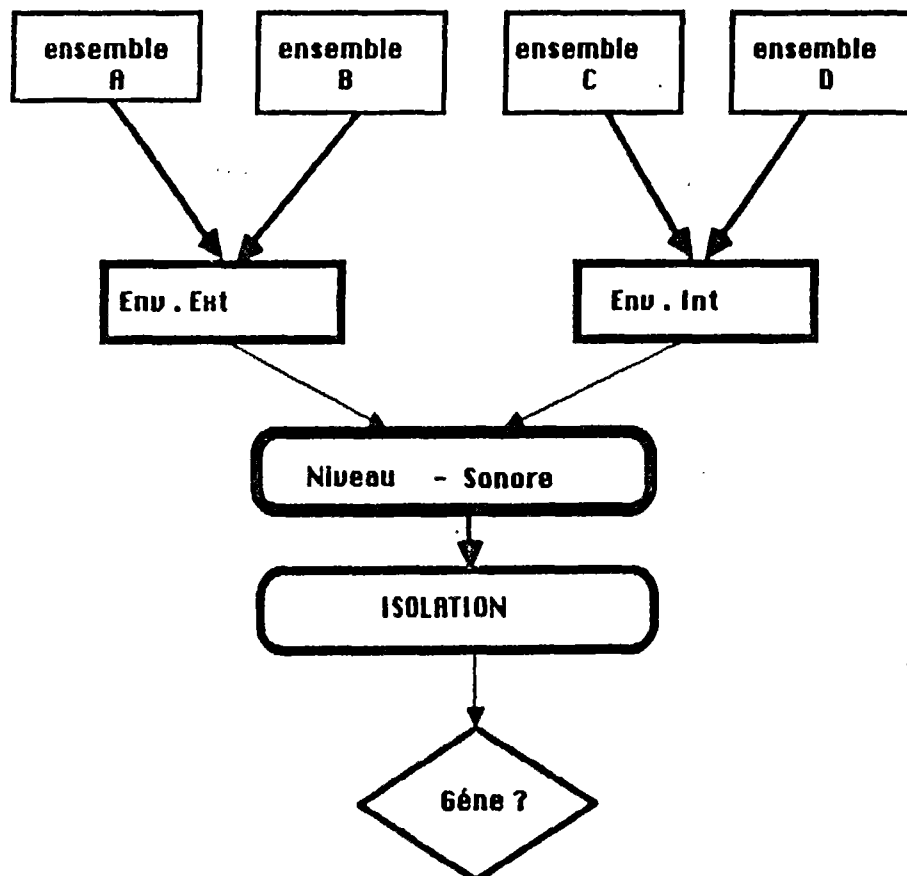 ensemble
A
ensemble
B
ensemble
C
ensemble
D
Env . Ext
Env . Int
Niveau - Sonore
ISOLATION
Géne ?